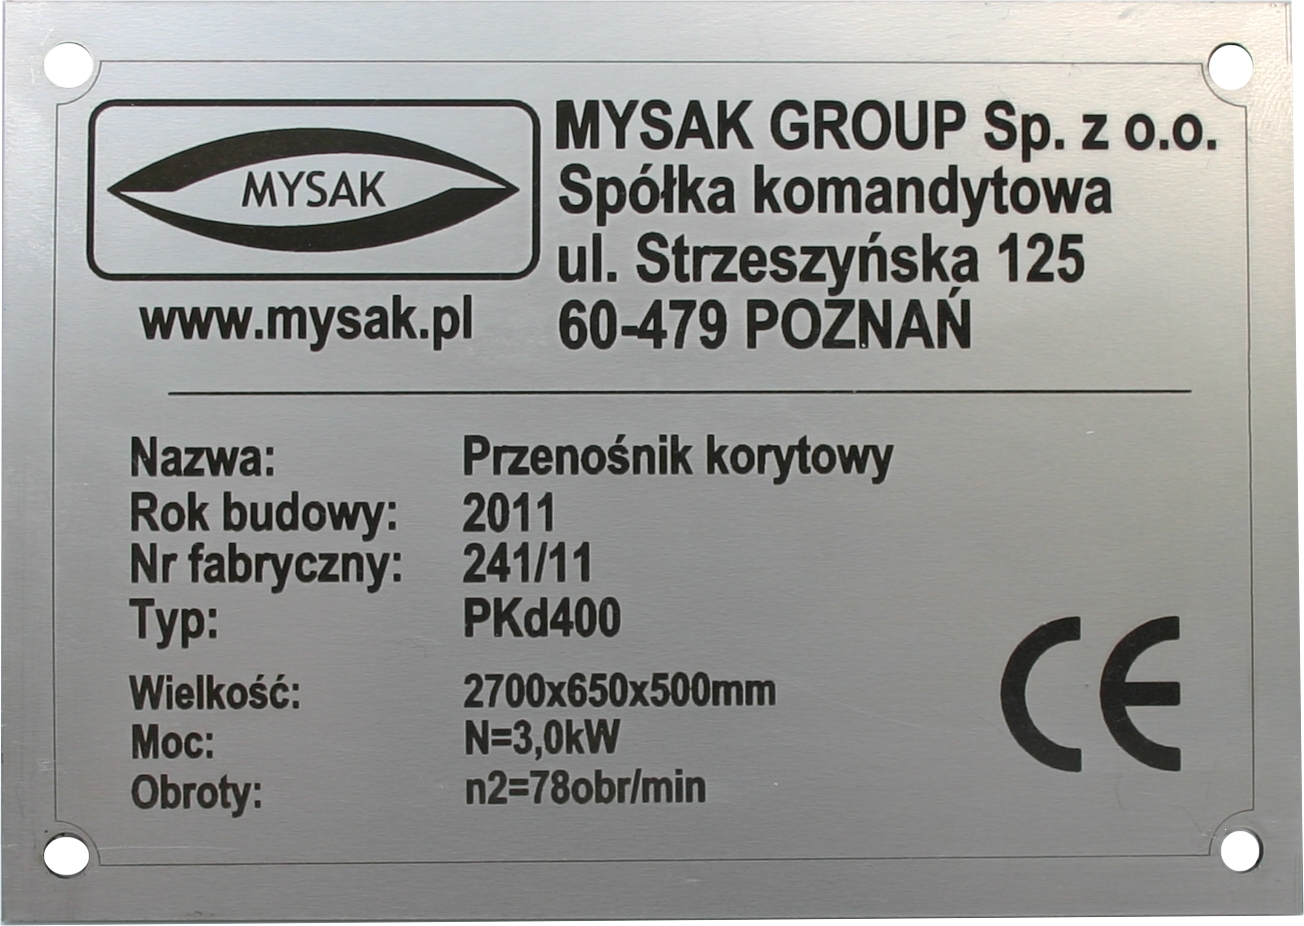 MYSAK
www.mysak.pl
MYSAK GROUP Sp. z o.o.
Spółka komandytowa
ul. Strzeszyńska 125
60-479 POZNAŃ
Nazwa: Przenośnik korytowy
Rok budowy: 2011
Nr fabryczny: 241/11
Typ: PKd400
Wielkość: 2700x650x500mm
Moc: N=3,0kW
Obroty: n2=78obr/min
CE